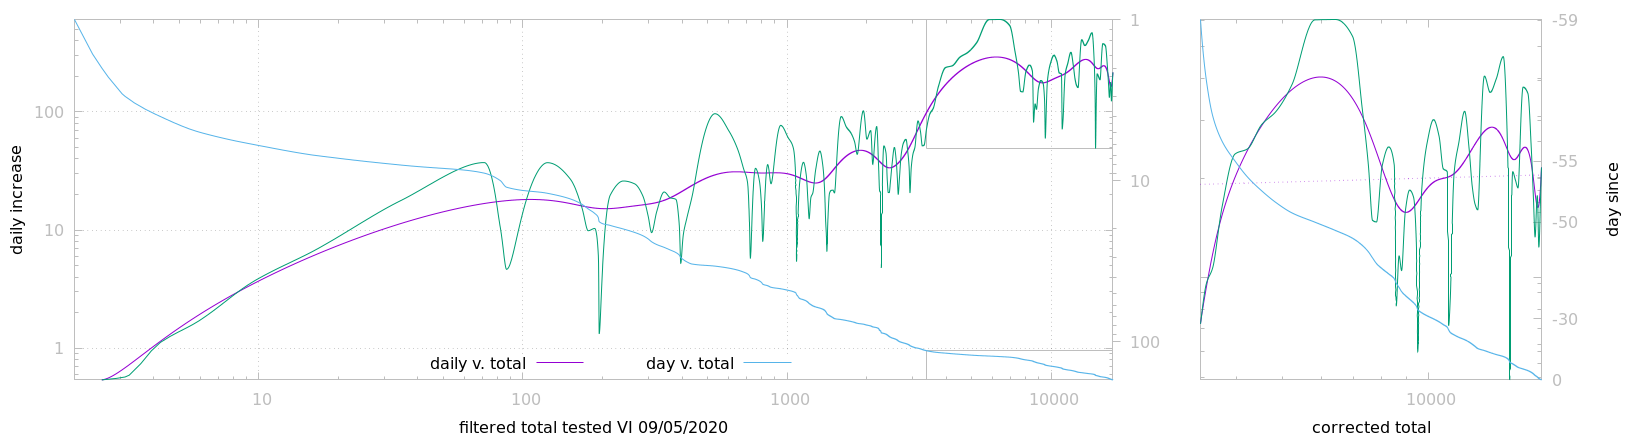 daily increase
100
10
1
daily v. total
day v. total
10
100
1000
10000
filtered total tested VI 09/05/2020
1
10
100
10000
corrected total
-59
-55
-50
-30
0
day since